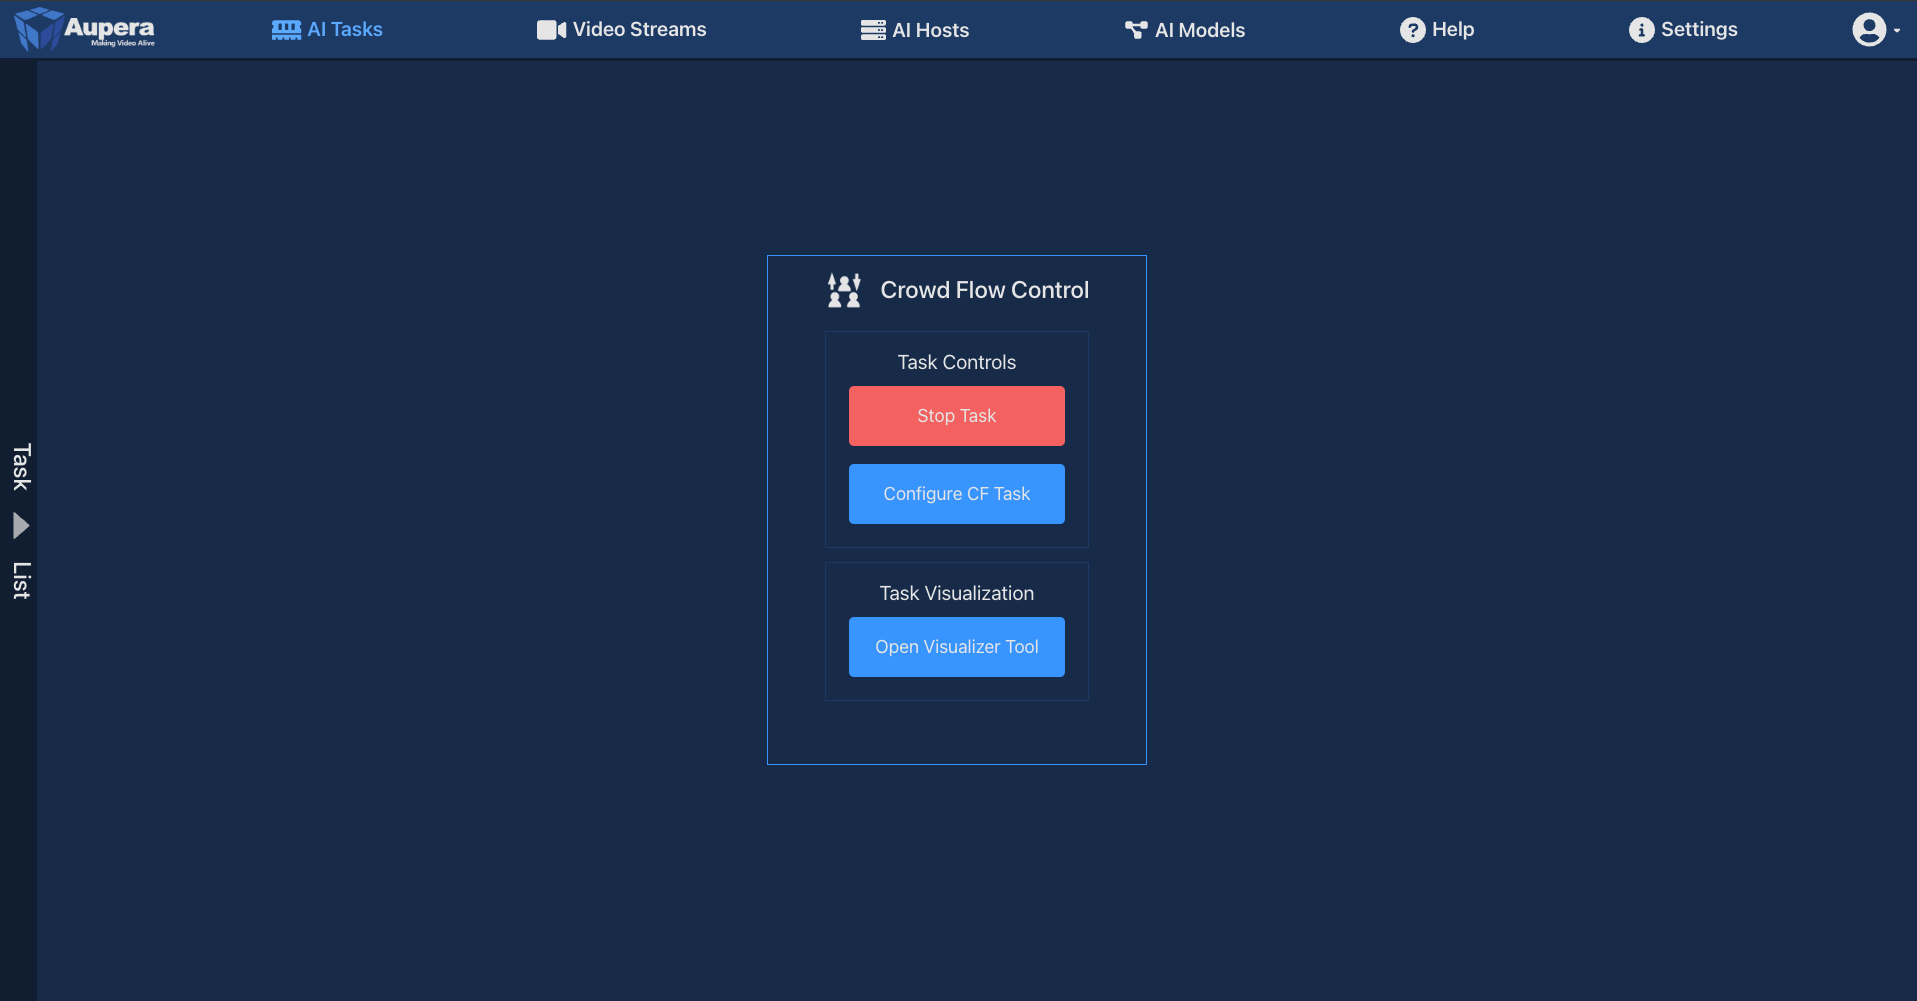 Aupera
Making Video Alive
AI Tasks
Video Streams
AI Hosts
AI Models
Help
Settings
Task
List
Crowd Flow Control
Task Controls
Stop Task
Configure CF Task
Task Visualization
Open Visualizer Tool